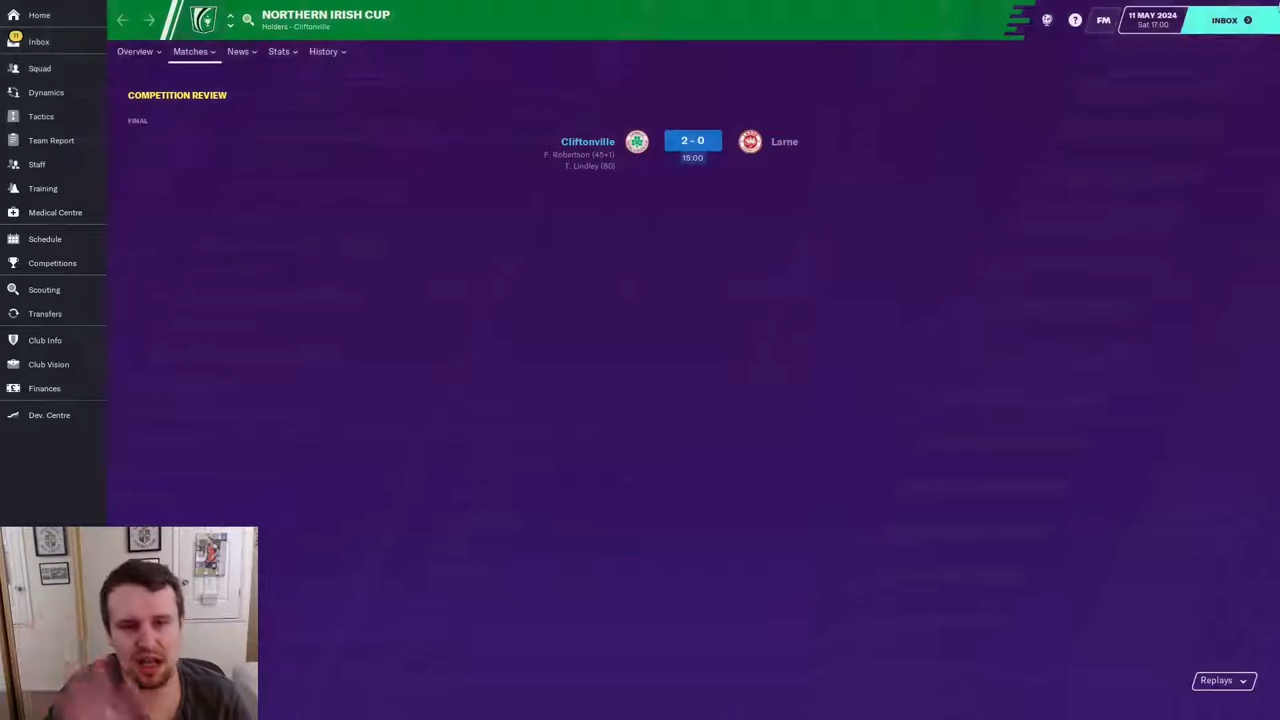 Home
Inbox
11
Squad
Dynamics
Tactics
Team Report
Staff
Training
Medical Centre
Schedule
Competitions
Scouting
Transfers
Club Info
Club Vision
Finances
Dev. Centre
NORTHERN IRISH CUP
Holders - Cliftonville
?
FM
11 MAY 2024
Sat 17:00
INBOX
Overview
Matches
News
Stats
History
COMPETITION REVIEW
FINAL
Cliftonville
2 - 0
Larne
F. Robertson (45+1)
15:00
T. Lindley (80)
Replays